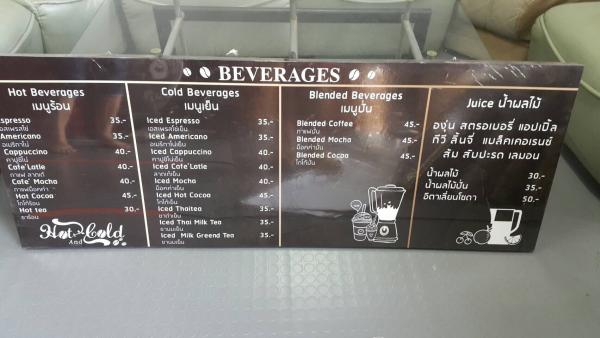 BEVERAGES
Hot Beverages
เมนูร้อน
spresso 35.-
เอสเพรสโซ่
Americano 35.-
อเมริกาโน่
Cappuccino 40.-
คาปูชิโน่
Cafe'Latte 40.-
กาแฟ ลาเต้
Cafe' Mocha 40.-
กาแฟม็อคค่า
Hot Cocoa 45.-
โกโก้ร้อน
Hot tea 30.-
ชาร้อน
Hot And Cold
Cold Beverages
เมนูเย็น
Iced Espresso 35.-
เอสเพรสโซ่เย็น
Iced Americano 35.-
อเมริกาโน่เย็น
Iced Cappuccino 40.-
คาปูชิโน่เย็น
Iced Cafe'Latte 40.-
ลาเต้เย็น
Iced Mocha 40.-
ม็อคค่าเย็น
Iced Hot Cocoa 45.-
โกโก้เย็น
Iced Thaitea 35.-
ชาดำเย็น
Iced Thai Milk Tea 35.-
ชานมเย็น
Iced Milk Greend Tea 35.-
ชานมเย็น
Blended Beverages
เมนูปั่น
Blended Coffee 45.-
กาแฟปั่น
Blended Mocha 45.-
ม็อคค่าปั่น
Blended Cocoa 45.-
โกโก้ปั่น
Juice น้ำผลไม้
องุ่น สตรอเบอรี่ แอปเปิ้ล
กีวี ลิ้นจี่ แบล็คเคอเรนซ์
ส้ม สับปะรด เลมอน
น้ำผลไม้ 30.-
น้ำผลไม้ปั่น 35.-
อิตาเลี่ยนโซดา 50.-